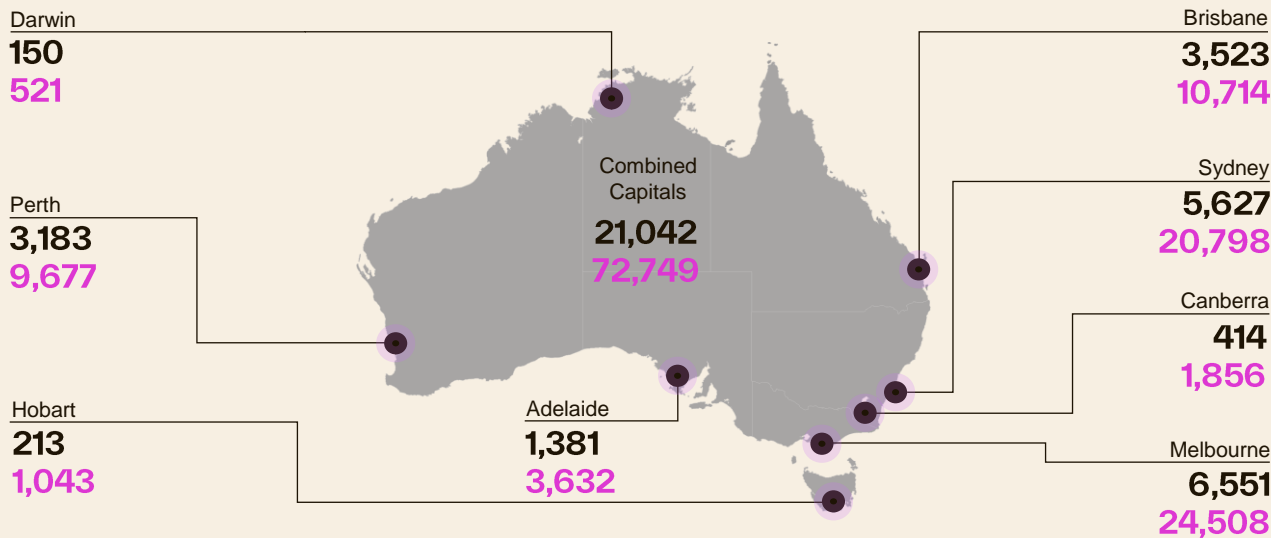 Darwin
150
521
Brisbane
3,523
10,714
Combined
Capitals
21,042
72,749
Sydney
5,627
20,798
Perth
3,183
9,677
Canberra
414
1,856
Hobart
213
1,043
Adelaide
1,381
3,632
Melbourne
6,551
24,508